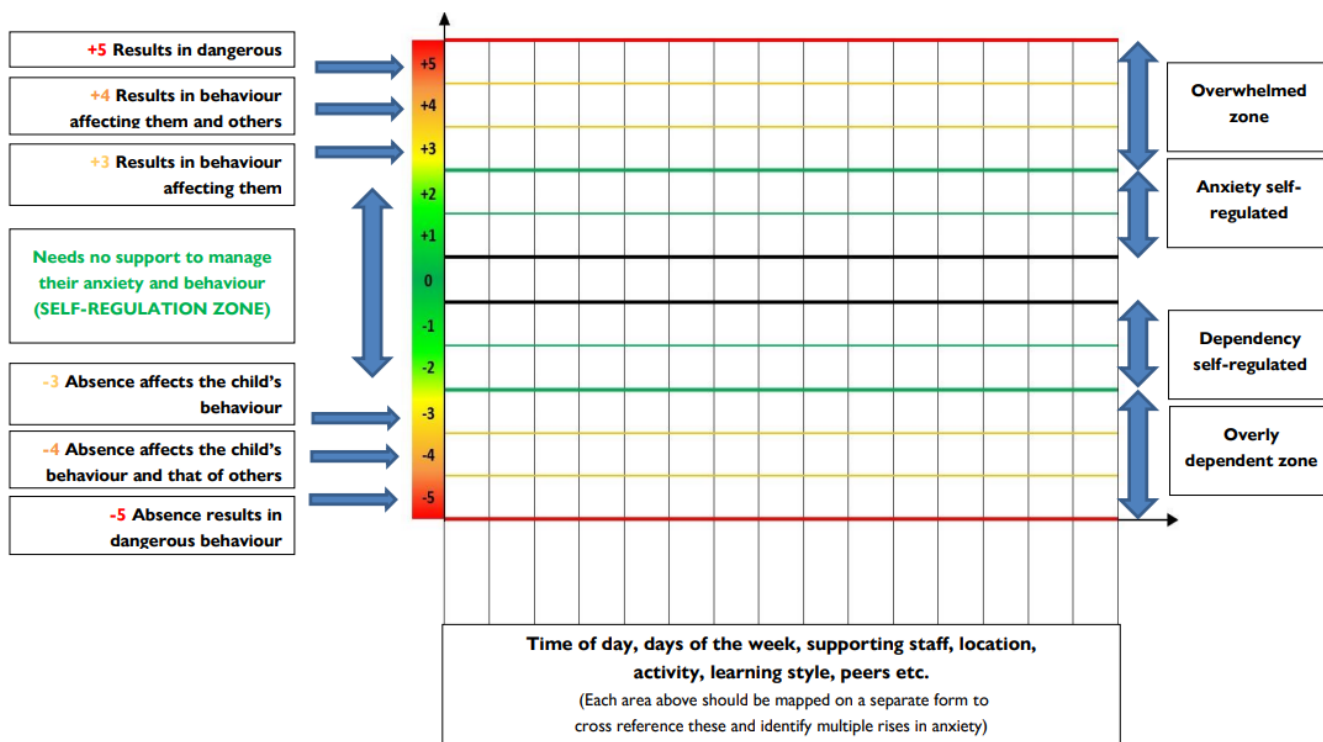 +5 Results in dangerous
+4 Results in behaviour
affecting them and others
+3 Results in behaviour
affecting them
Needs no support to manage
their anxiety and behaviour
(SELF-REGULATION ZONE)
-3 Absence affects the child's
behaviour
-4 Absence affects the child's
behaviour and that of others
-5 Absence results in
dangerous behaviour
+5
+4
+3
+2
+1
0
-1
-2
-3
-4
-5
Overwhelmed
zone
Anxiety self-
regulated
Dependency
self-regulated
Overly
dependent zone
Time of day, days of the week, supporting staff, location,
activity, learning style, peers etc.
(Each area above should be mapped on a separate form to
cross reference these and identify multiple rises in anxiety)